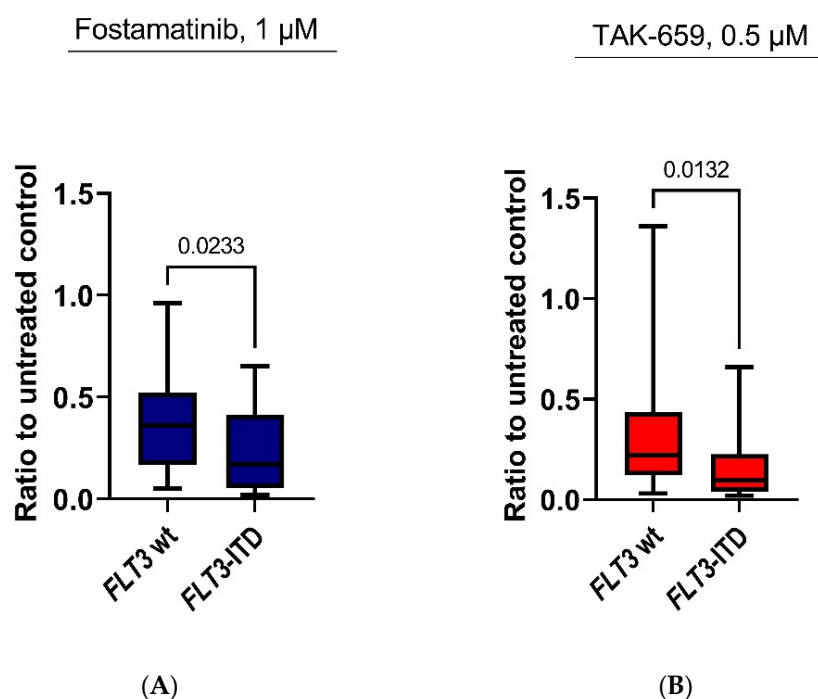 Fostamatinib, 1 µM
TAK-659, 0.5 µM
Ratio to untreated control
1.5
1.0
0.5
0.0
0.0233
FLT3 wt
FLT3-ITD
(A)
Ratio to untreated control
1.5
1.0
0.5
0.0
0.0132
FLT3 wt
FLT3-ITD
(B)